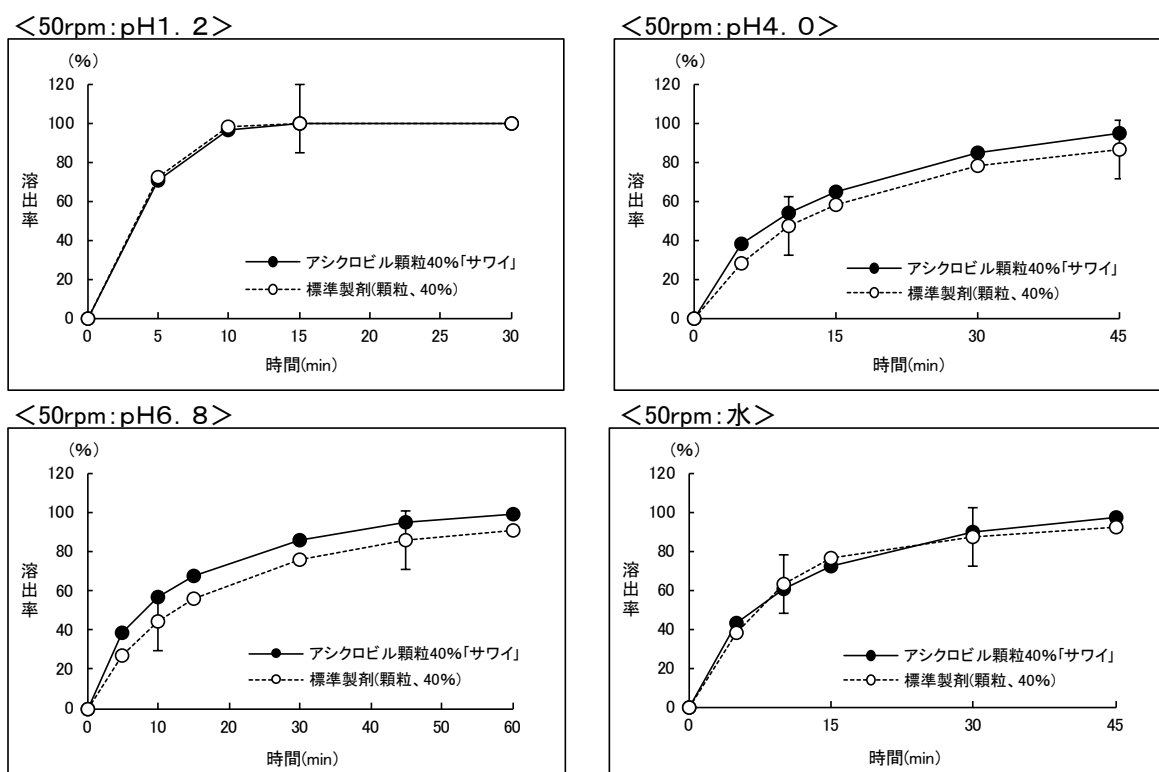 <50rpm:pH1.2>
(%)
120
100
80
60
40
20
0
溶出率
アシクロビル顆粒40%「サワイ」
標準製剤(顆粒、40%)
0 5 10 15 20 25 30
時間(min)
<50rpm:pH4.0>
(%)
120
100
80
60
40
20
0
溶出率
アシクロビル顆粒40%「サワイ」
標準製剤(顆粒、40%)
0 15 30 45
時間(min)
<50rpm:pH6.8>
(%)
120
100
80
60
40
20
0
溶出率
アシクロビル顆粒40%「サワイ」
標準製剤(顆粒、40%)
0 10 20 30 40 50 60
時間(min)
<50rpm:水>
(%)
120
100
80
60
40
20
0
溶出率
アシクロビル顆粒40%「サワイ」
標準製剤(顆粒、40%)
0 15 30 45
時間(min)